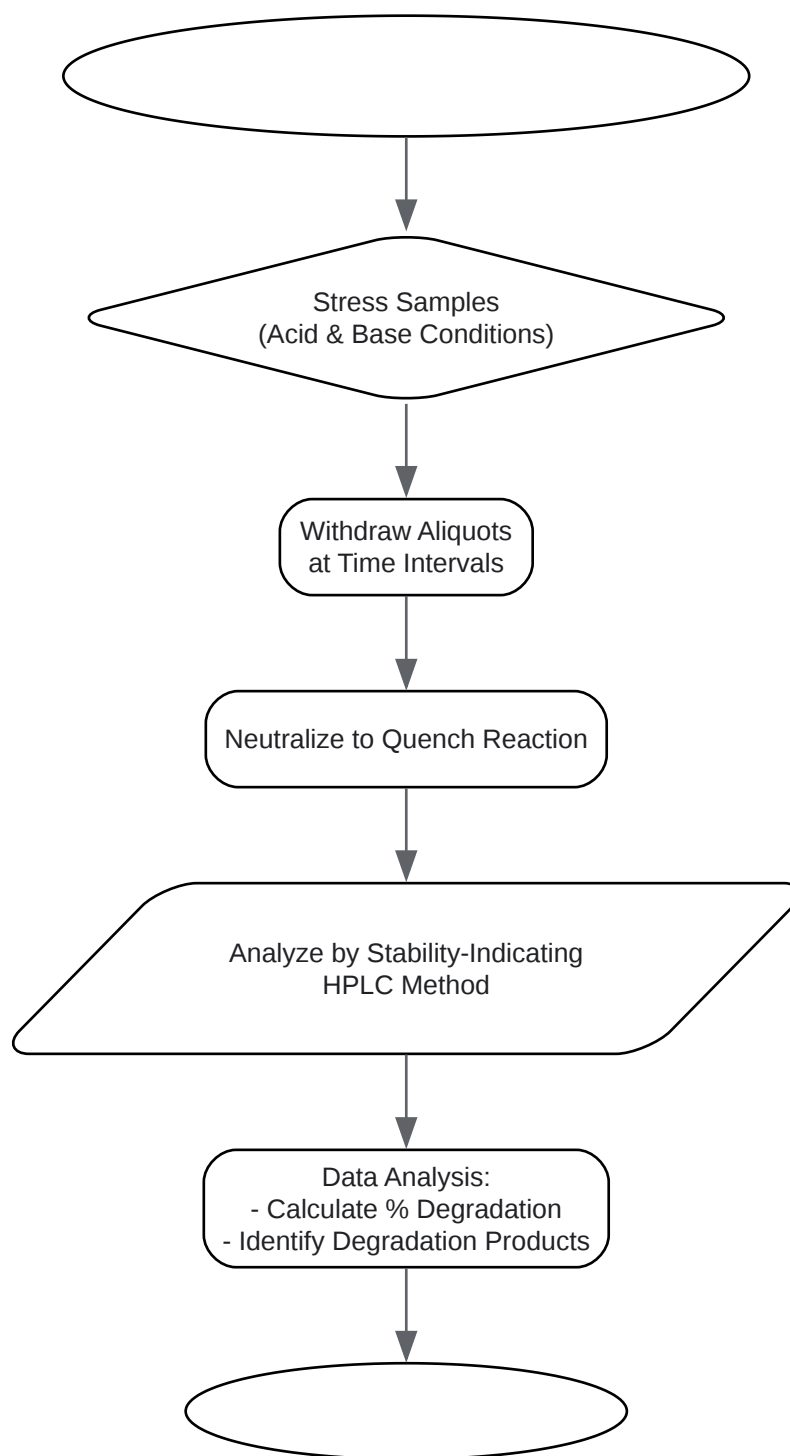 Stress Samples
(Acid & Base Conditions)
Withdraw Aliquots
at Time Intervals
Neutralize to Quench Reaction
Analyze by Stability-Indicating
HPLC Method
Data Analysis:
- Calculate % Degradation
- Identify Degradation Products